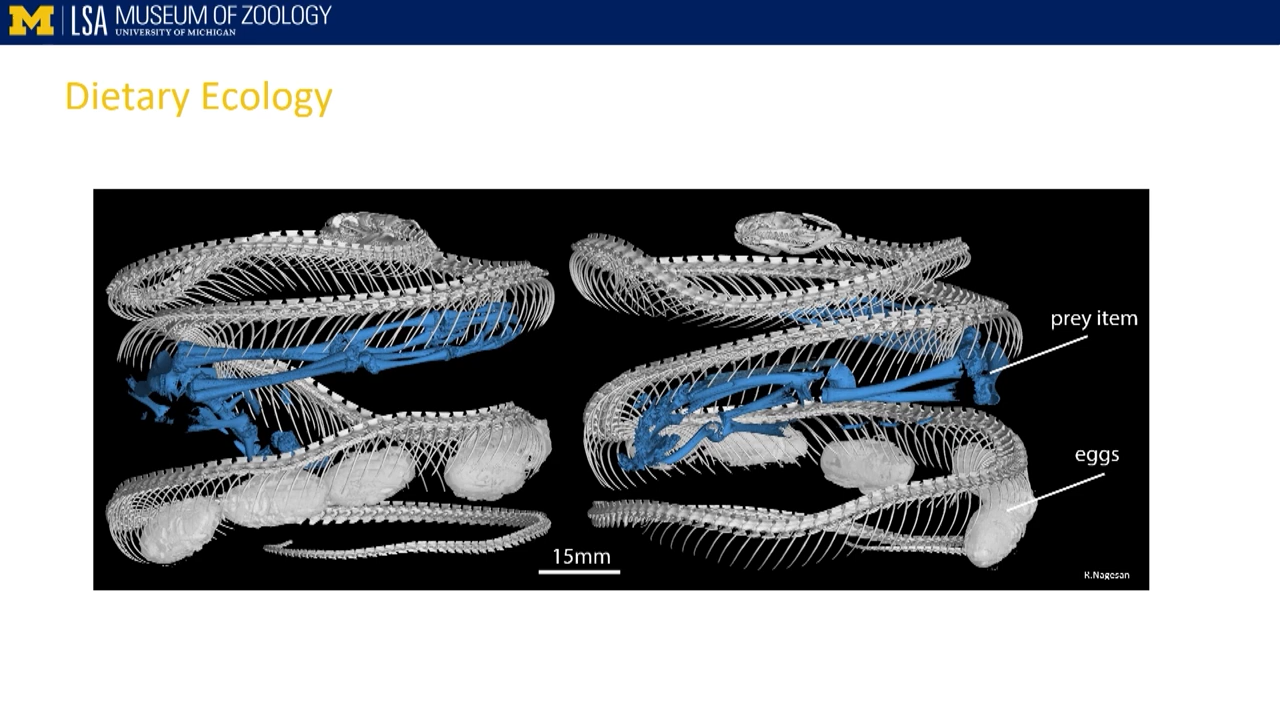 M LSA MUSEUM OF ZOOLOGY
UNIVERSITY OF MICHIGAN
Dietary Ecology
prey item
eggs
15mm
R.Nagesan